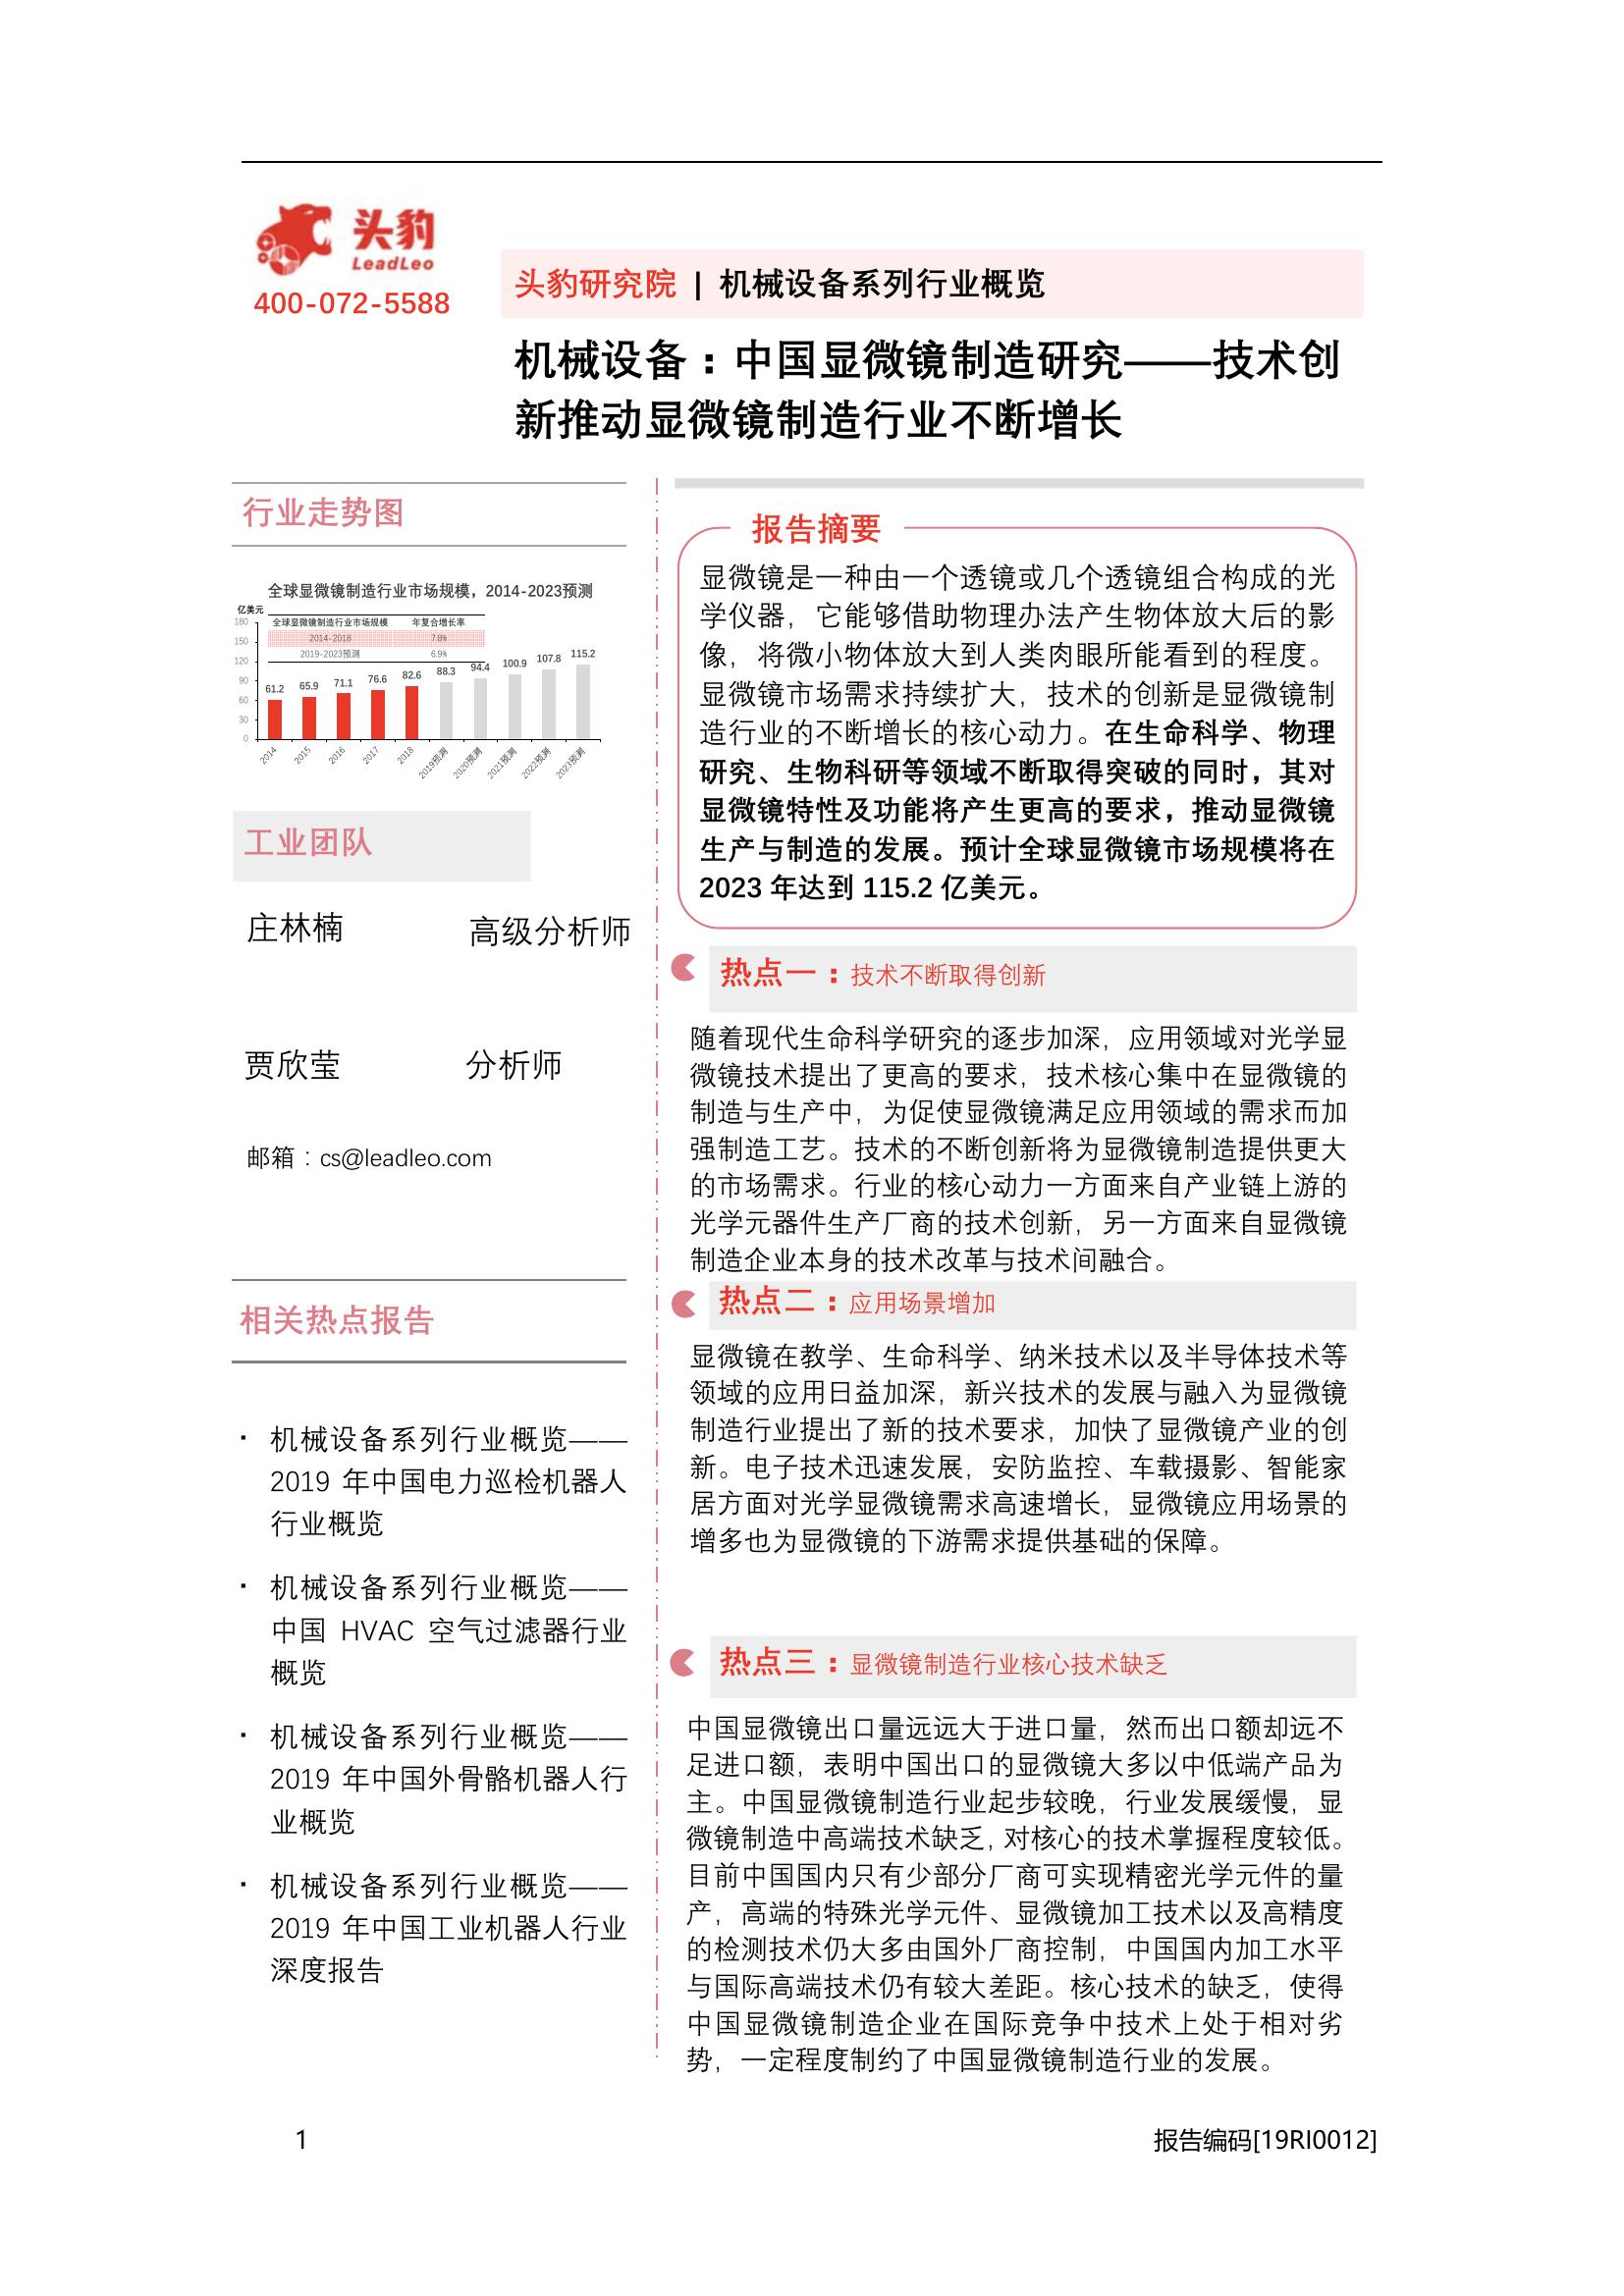 头豹
LeadLeo
400-072-5588
头豹研究院 | 机械设备系列行业概览
机械设备：中国显微镜制造研究——技术创
新推动显微镜制造行业不断增长
行业走势图
全球显微镜制造行业市场规模，2014-2023预测
亿美元
全球显微镜制造行业市场规模 年复合增长率
2014-2018 7.8%
2019-2023预测 6.9%
180
150
120
90
60
30
0
61.2 65.9 71.1 76.6 82.6 88.3 94.4 100.9 107.8 115.2
2014 2015 2016 2017 2018 2019预测 2020预测 2021预测 2022预测 2023预测
工业团队
庄林楠 高级分析师
贾欣莹 分析师
邮箱：cs@leadleo.com
相关热点报告
· 机械设备系列行业概览——
2019 年中国电力巡检机器人
行业概览
· 机械设备系列行业概览——
中国 HVAC 空气过滤器行业
概览
· 机械设备系列行业概览——
2019 年中国外骨骼机器人行
业概览
· 机械设备系列行业概览——
2019 年中国工业机器人行业
深度报告
报告摘要
显微镜是一种由一个透镜或几个透镜组合构成的光
学仪器，它能够借助物理办法产生物体放大后的影
像，将微小物体放大到人类肉眼所能看到的程度。
显微镜市场需求持续扩大，技术的创新是显微镜制
造行业的不断增长的核心动力。在生命科学、物理
研究、生物科研等领域不断取得突破的同时，其对
显微镜特性及功能将产生更高的要求，推动显微镜
生产与制造的发展。预计全球显微镜市场规模将在
2023 年达到 115.2 亿美元。
热点一：技术不断取得创新
随着现代生命科学研究的逐步加深，应用领域对光学显
微镜技术提出了更高的要求，技术核心集中在显微镜的
制造与生产中，为促使显微镜满足应用领域的需求而加
强制造工艺。技术的不断创新将为显微镜制造提供更大
的市场需求。行业的核心动力一方面来自产业链上游的
光学元器件生产厂商的技术创新，另一方面来自显微镜
制造企业本身的技术改革与技术间融合。
热点二：应用场景增加
显微镜在教学、生命科学、纳米技术以及半导体技术等
领域的应用日益加深，新兴技术的发展与融入为显微镜
制造行业提出了新的技术要求，加快了显微镜产业的创
新。电子技术迅速发展，安防监控、车载摄影、智能家
居方面对光学显微镜需求高速增长，显微镜应用场景的
增多也为显微镜的下游需求提供基础的保障。
热点三：显微镜制造行业核心技术缺乏
中国显微镜出口量远远大于进口量，然而出口额却远不
足进口额，表明中国出口的显微镜大多以中低端产品为
主。中国显微镜制造行业起步较晚，行业发展缓慢，显
微镜制造中高端技术缺乏，对核心的技术掌握程度较低。
目前中国国内只有少部分厂商可实现精密光学元件的量
产，高端的特殊光学元件、显微镜加工技术以及高精度
的检测技术仍大多由国外厂商控制，中国国内加工水平
与国际高端技术仍有较大差距。核心技术的缺乏，使得
中国显微镜制造企业在国际竞争中技术上处于相对劣
势，一定程度制约了中国显微镜制造行业的发展。
1
报告编码[19RI0012]